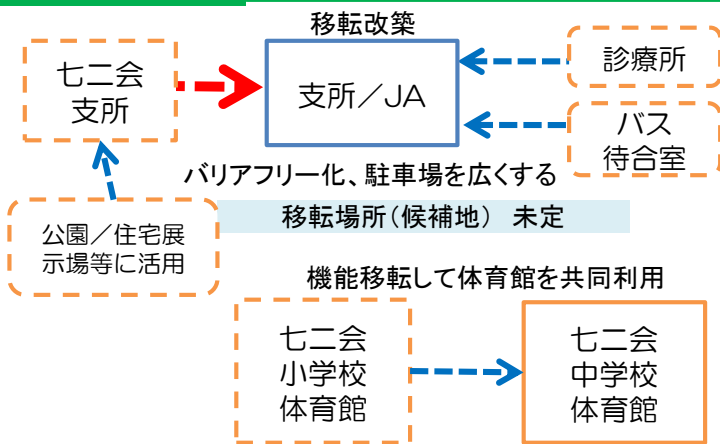 移転改築
七二会
支所
支所／JA
診療所
バス
待合室
バリアフリー化、駐車場を広くする
移転場所（候補地）　未定
公園／住宅展
示場等に活用
機能移転して体育館を共同利用
七二会
小学校
体育館
七二会
中学校
体育館